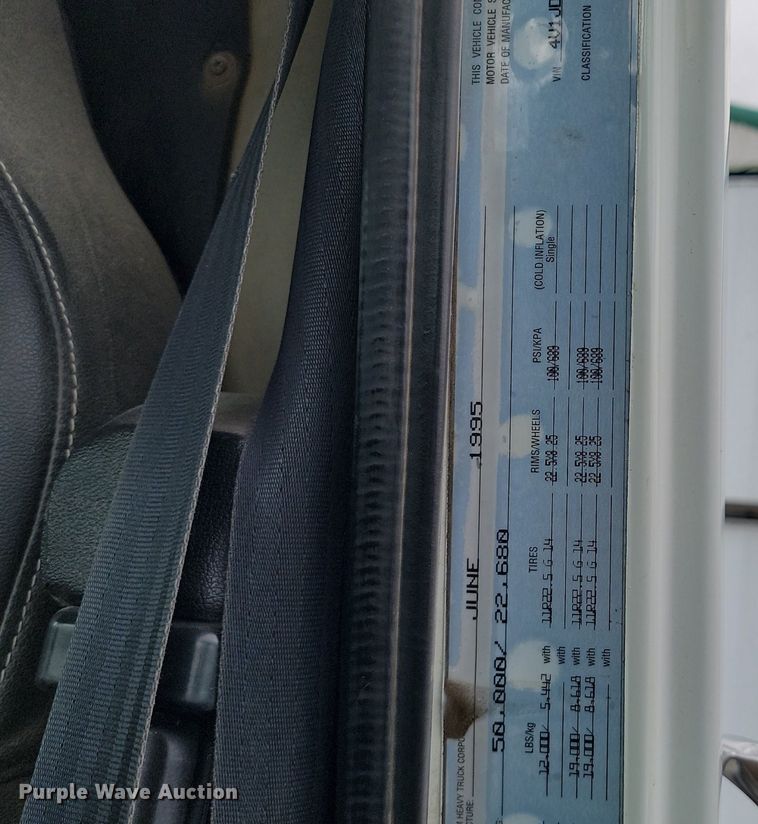 THIS VEHICLE CO
MOTOR VEHICLE S
DATE OF MANUFAC
HEAVY TRUCK CORPO
CTURE: JUNE 1995
50,000/ 22,680
VIN 4V1JD
CLASSIFICATION
LBS/kg TIRES RIMS/WHEELS PSI/KPA (COLD INFLATION)
12,000/ 5,442 with 11R22.5 G 14 22.5X8.25 100/689 Single
with
19,000/ 8,618 with 11R22.5 G 14 22.5X8.25 100/689
19,000/ 8,618 with 11R22.5 G 14 22.5X8.25 100/689
with
Purple Wave Auction